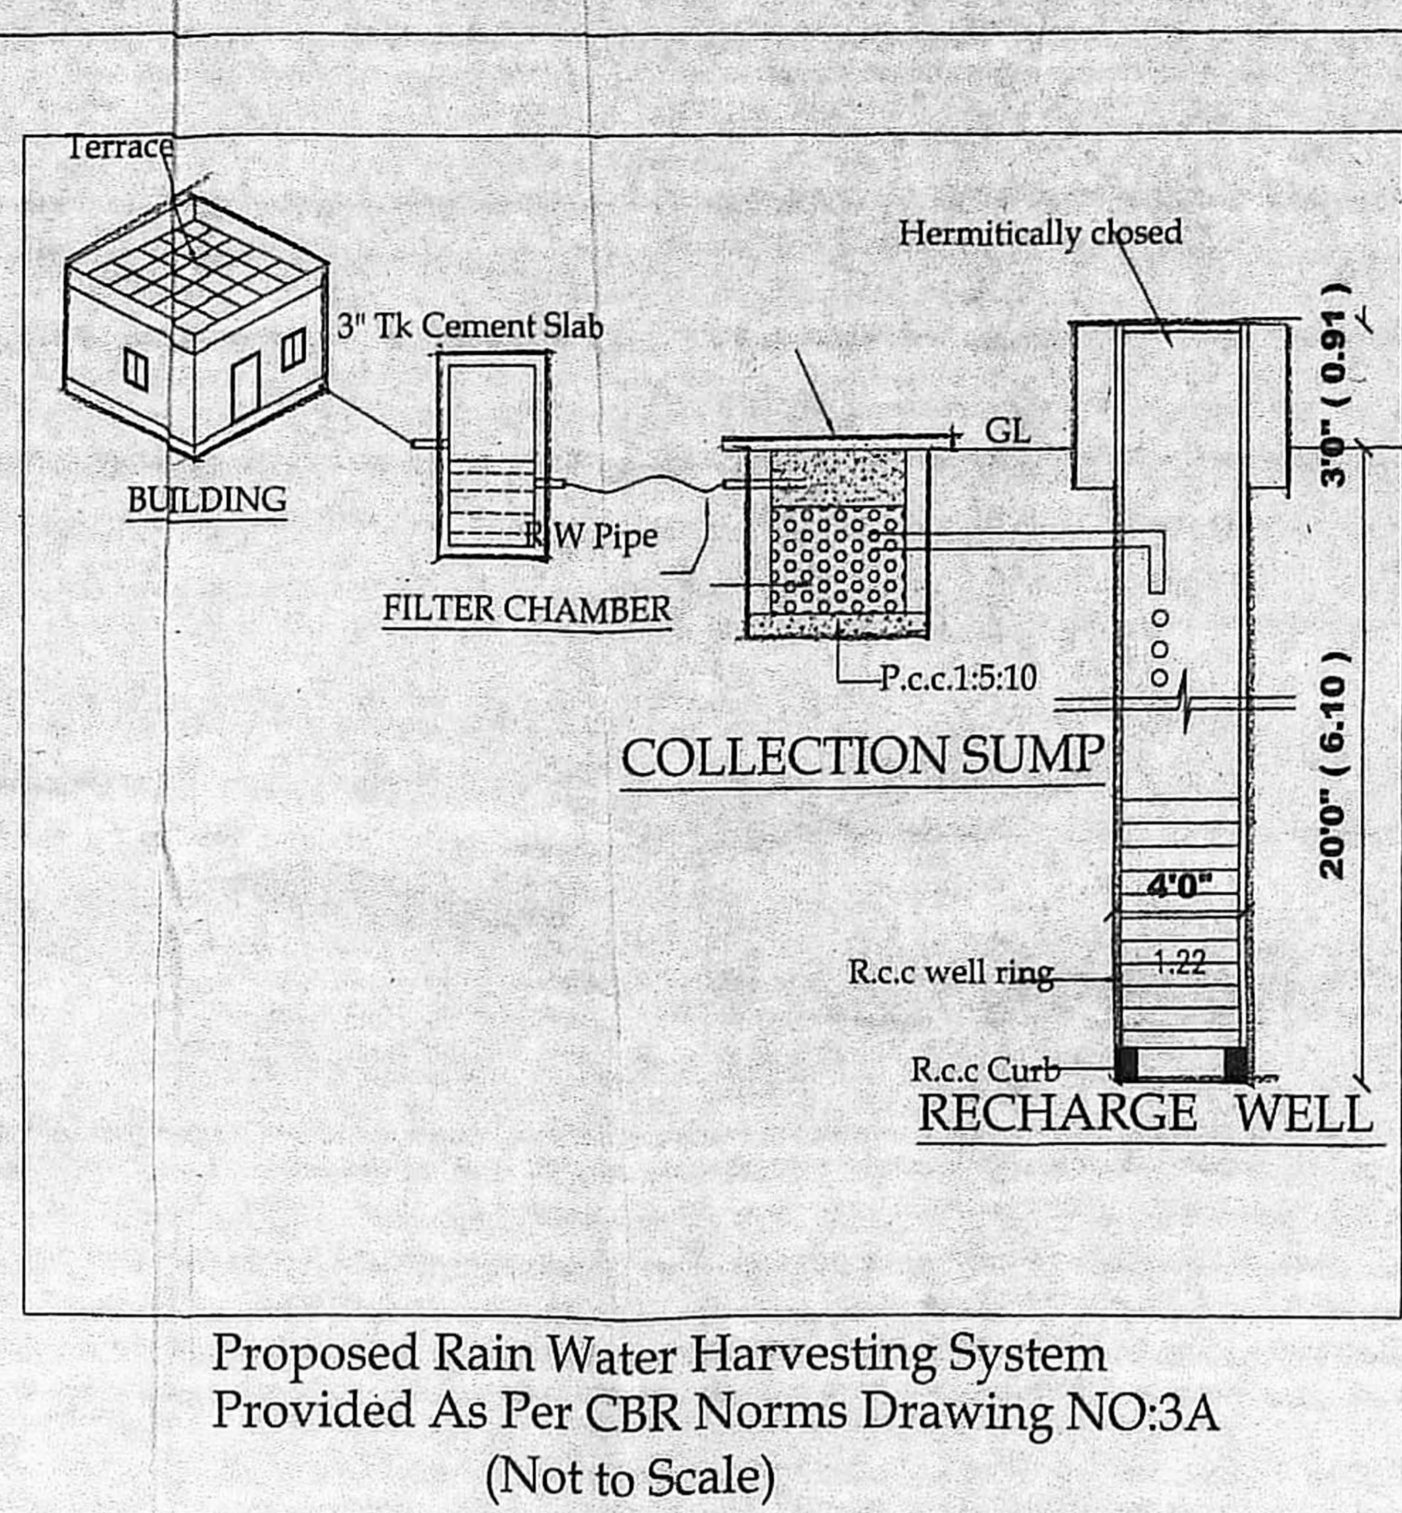 Terrace
Hermitically closed
3" Tk Cement Slab
3'0" ( 0.91 )
GL
BUILDING
R W Pipe
FILTER CHAMBER
P.c.c.1:5:10
COLLECTION SUMP
20'0" ( 6.10 )
4'0"
1.22
R.c.c well ring
R.c.c Curb
RECHARGE WELL
Proposed Rain Water Harvesting System
Provided As Per CBR Norms Drawing NO:3A
(Not to Scale)